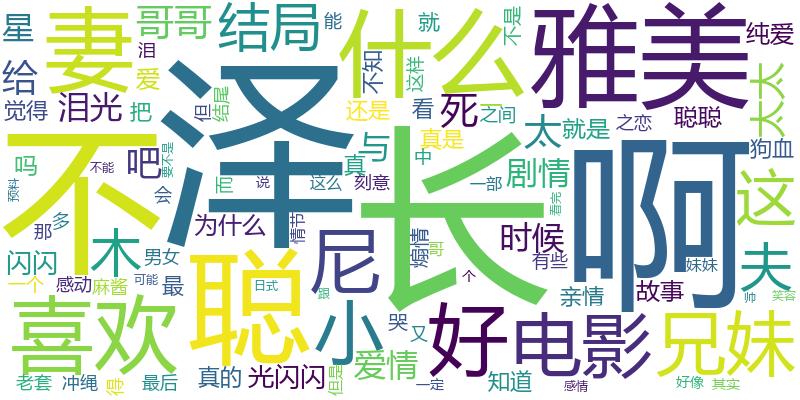 星
给
妻
哥哥
泪
爱
结局
能
什么
就
不是
雅美
纯爱
不知
这样
觉得
泪光
把
但
结尾
还是
看
死
之间
太
就是
之恋
聪聪
太太
吗
不
不能
吧
要不是
泽
真
与
真是
中
剧情
啊
狗血
预料
会
而
说
这么
刻意
长
一部
看完
这
那
多
为什么
情节
尼
煽情
哥
时候
有些
妹妹
夫
闪闪
木
男女
个
一个
感动
麻酱
最
可能
聪
日式
跟
小
亲情
故事
帅
笑容
喜欢
哭
又
好
电影
兄妹
老套
冲绳
得
最后
真的
光闪闪
但是
爱情
一定
知道
感情
好像
其实